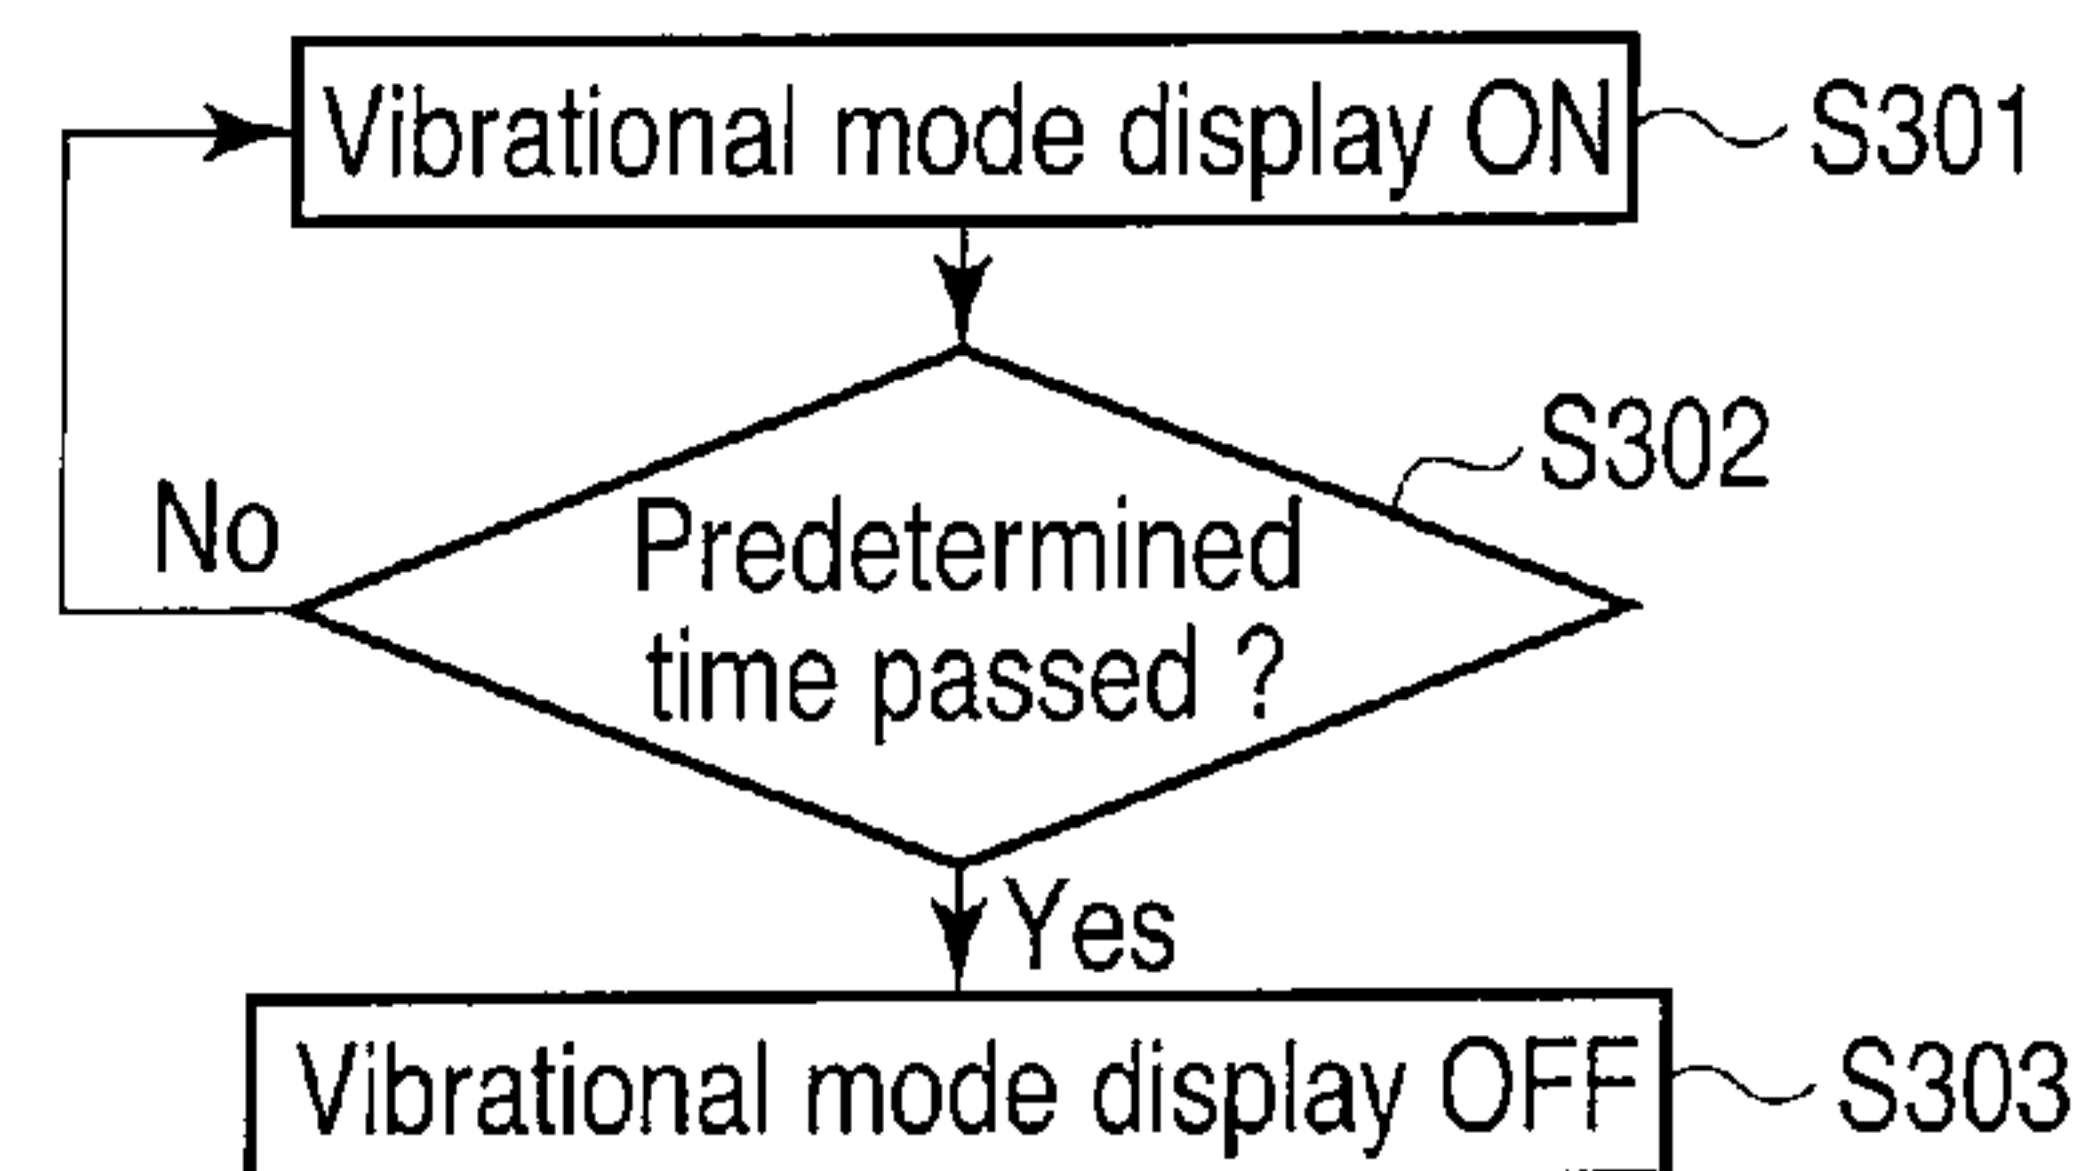 Vibrational mode display ON
S301
S302
No
Predetermined
time passed ?
Yes
Vibrational mode display OFF
S303